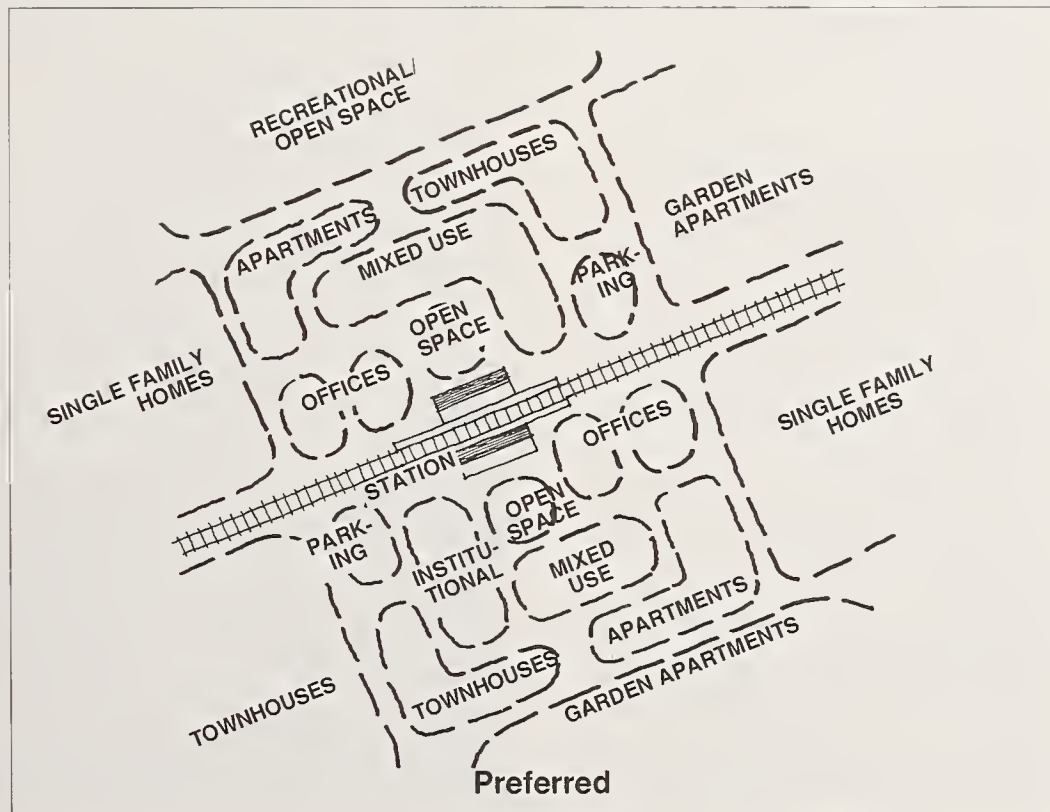 RECREATIONAL/
OPEN SPACE
TOWNHOUSES
GARDEN
APARTMENTS
APARTMENTS
MIXED USE
PARK-
ING
OPEN
SPACE
SINGLE FAMILY
HOMES
OFFICES
SINGLE FAMILY
HOMES
OFFICES
STATION
PARK-
ING
OPEN
SPACE
INSTITU-
TIONAL
MIXED
USE
APARTMENTS
TOWNHOUSES
TOWNHOUSES
GARDEN APARTMENTS
Preferred